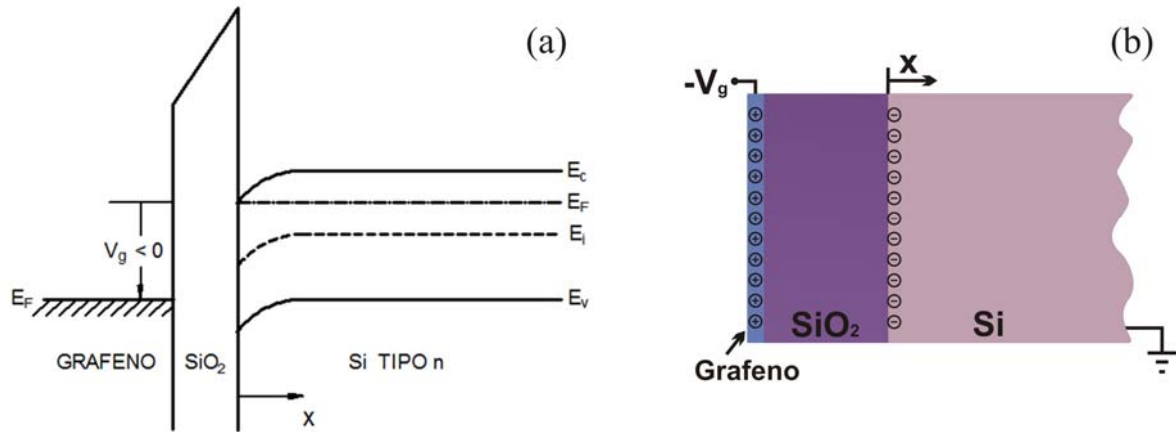 (a)
E_c
E_F
E_i
V_g < 0
E_F
E_v
GRAFENO
SiO₂
Si TIPO n
X
(b)
-V_g
X
SiO₂
Si
Grafeno